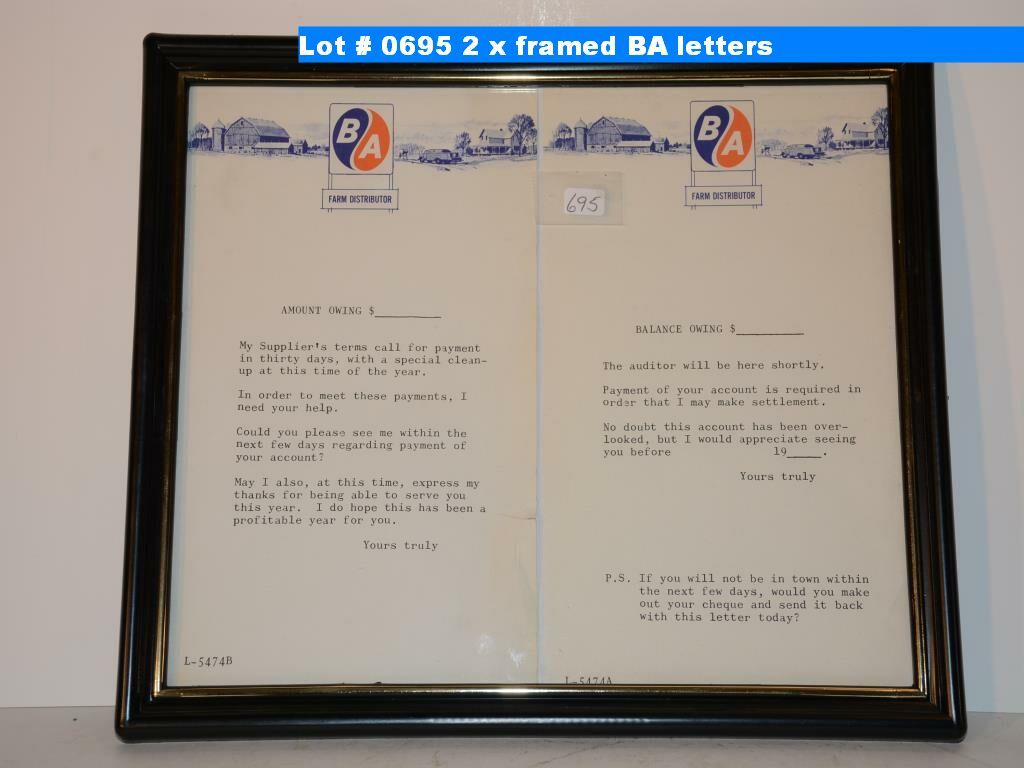 Lot # 0695 2 x framed BA letters
BA
FARM DISTRIBUTOR
AMOUNT OWING $
My Supplier's terms call for payment
in thirty days, with a special clean-
up at this time of the year.
In order to meet these payments, I
need your help.
Could you please see me within the
next few days regarding payment of
your account?
May I also, at this time, express my
thanks for being able to serve you
this year. I do hope this has been a
profitable year for you.
Yours truly
L-5474B
695
BA
FARM DISTRIBUTOR
BALANCE OWING $
The auditor will be here shortly.
Payment of your account is required in
order that I may make settlement.
No doubt this account has been over-
looked, but I would appreciate seeing
you before 19_____.
Yours truly
P.S. If you will not be in town within
the next few days, would you make
out your cheque and send it back
with this letter today?
L-5474A